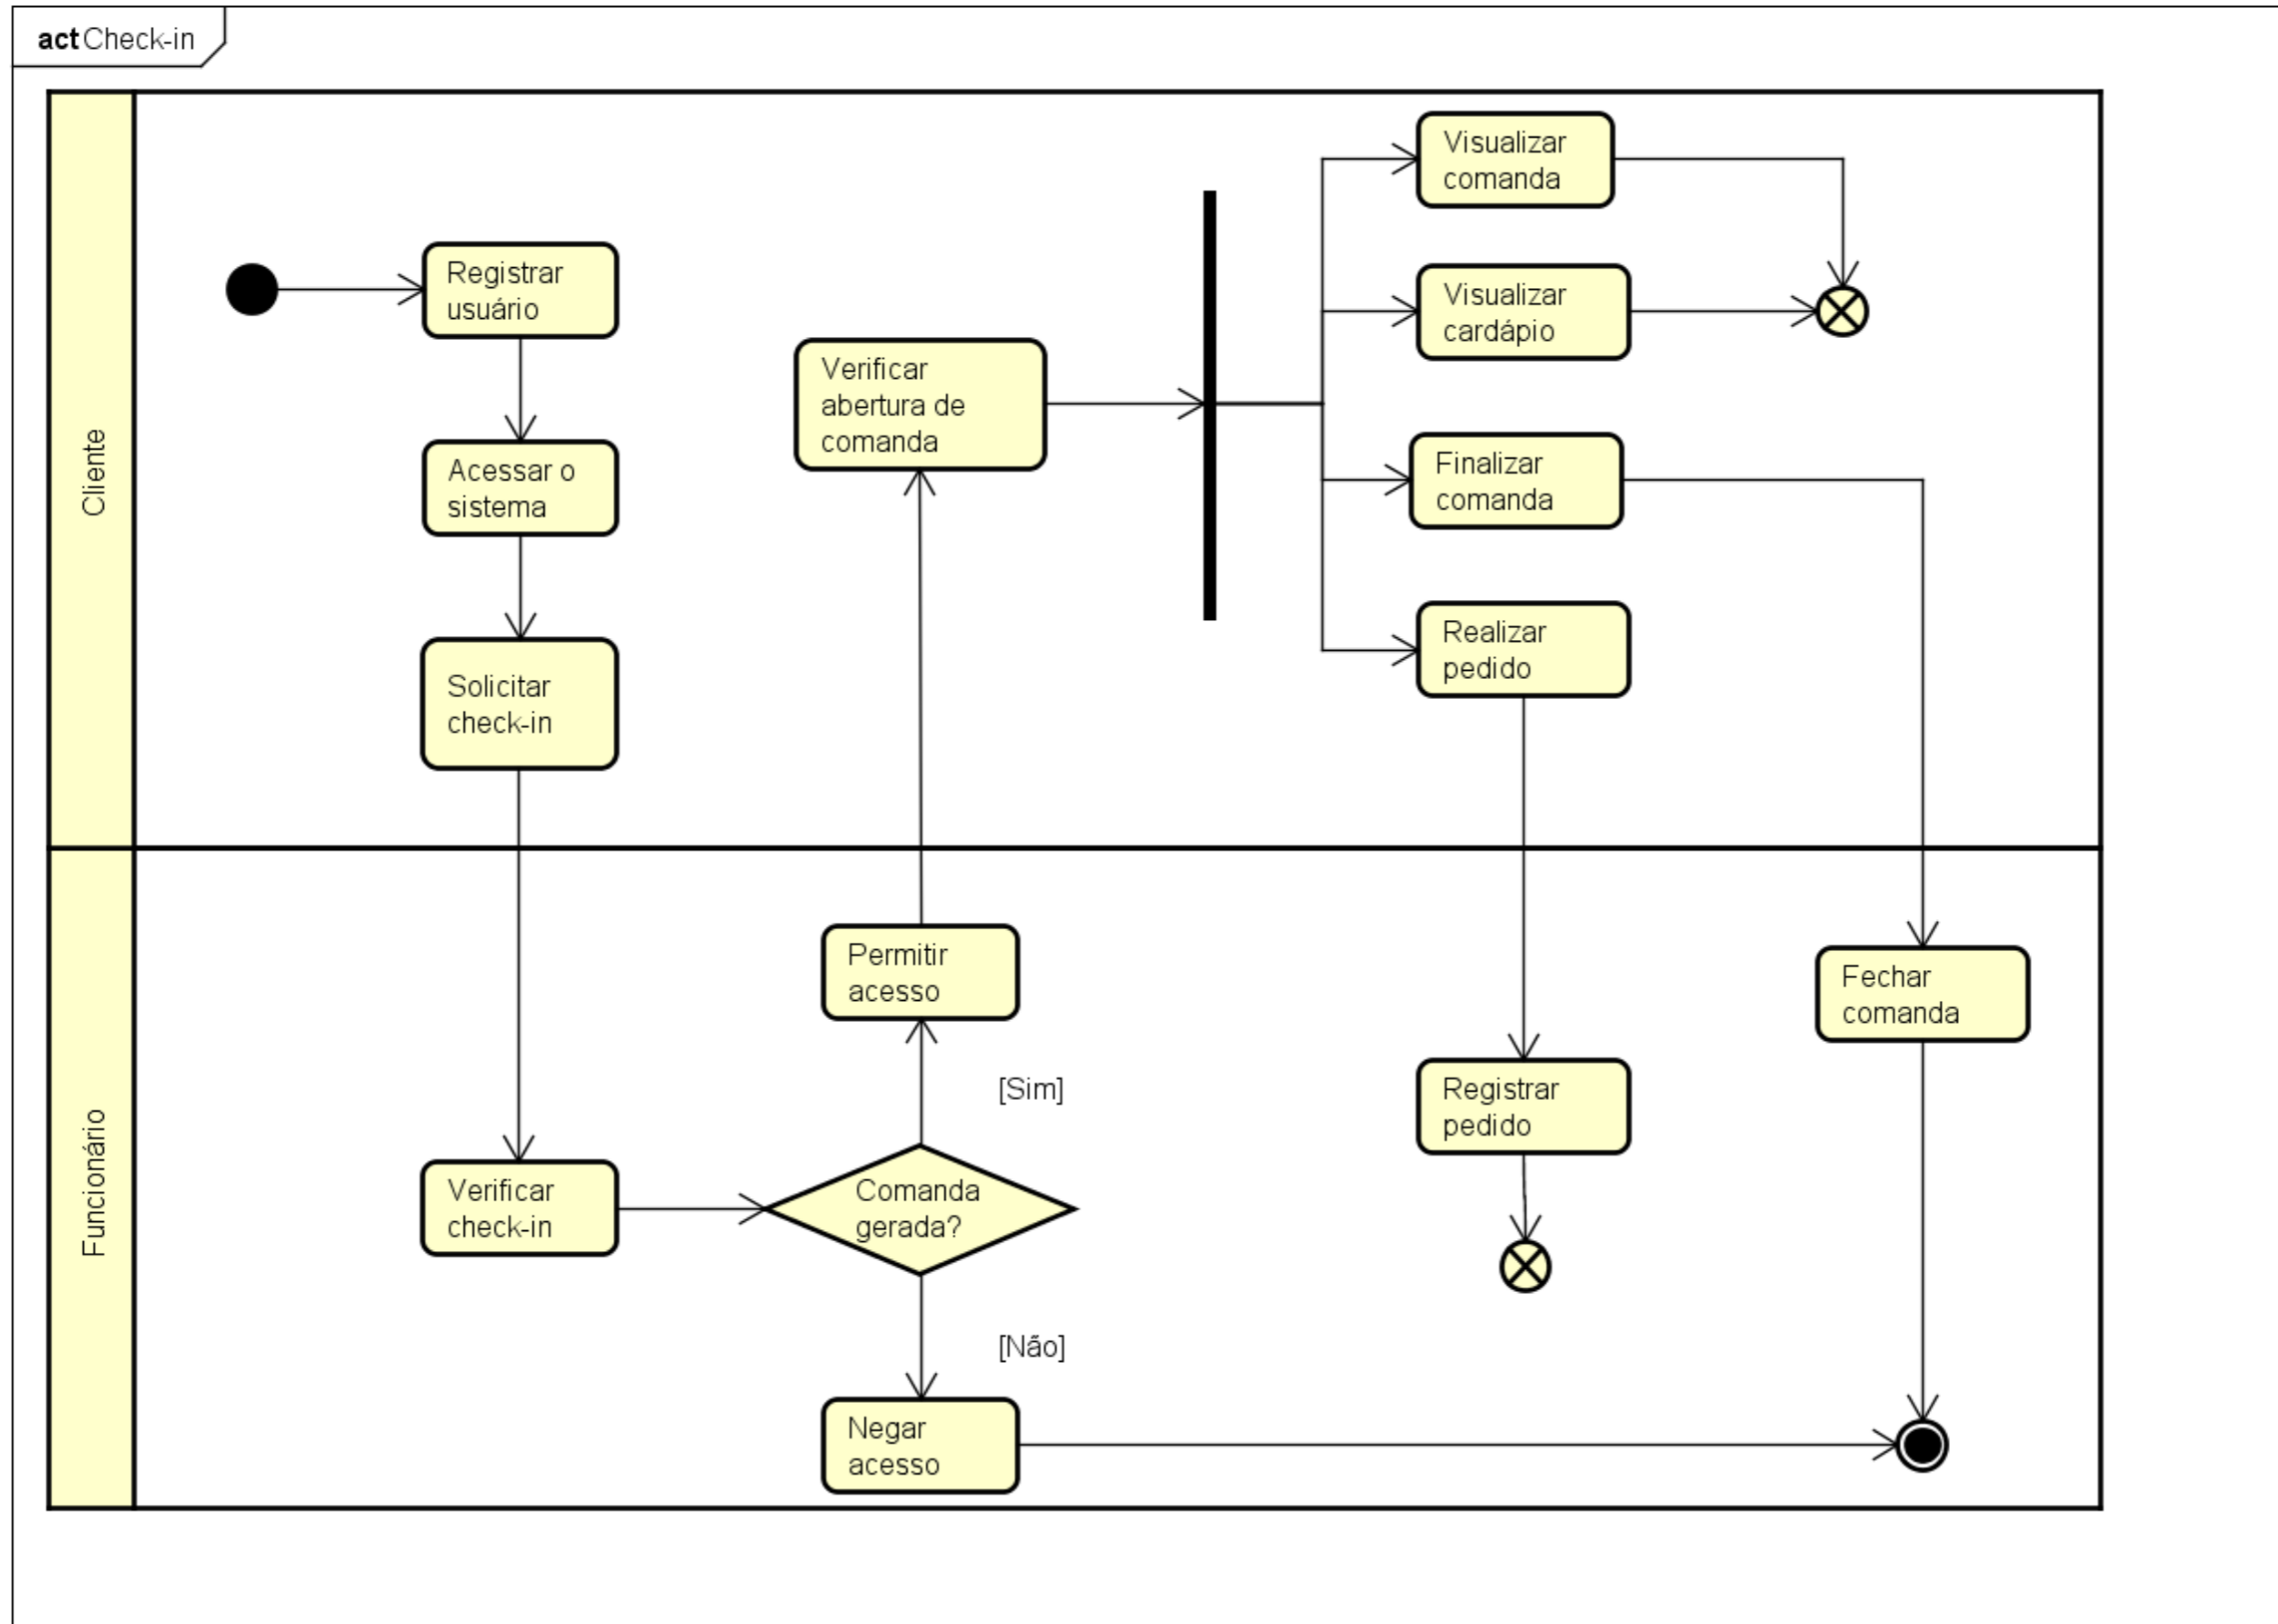 act Check-in
Cliente
Registrar
usuário
Acessar o
sistema
Solicitar
check-in
Verificar
abertura de
comanda
Visualizar
comanda
Visualizar
cardápio
Finalizar
comanda
Realizar
pedido
Funcionário
Verificar
check-in
Comanda
gerada?
[Sim]
Permitir
acesso
[Não]
Negar
acesso
Registrar
pedido
Fechar
comanda